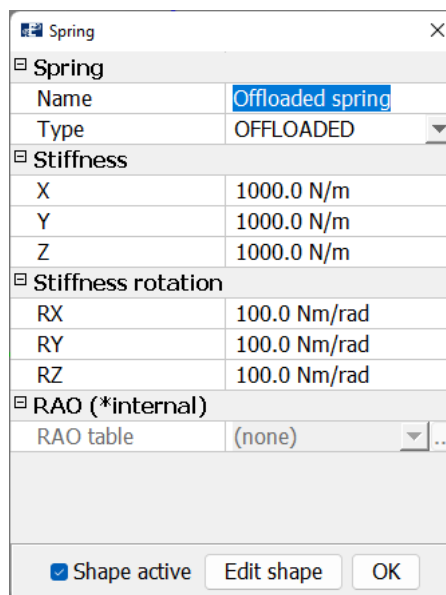 Spring
Spring
Name Offloaded spring
Type OFFLOADED
Stiffness
X 1000.0 N/m
Y 1000.0 N/m
Z 1000.0 N/m
Stiffness rotation
RX 100.0 Nm/rad
RY 100.0 Nm/rad
RZ 100.0 Nm/rad
RAO (*internal)
RAO table (none) ..
Shape active Edit shape OK